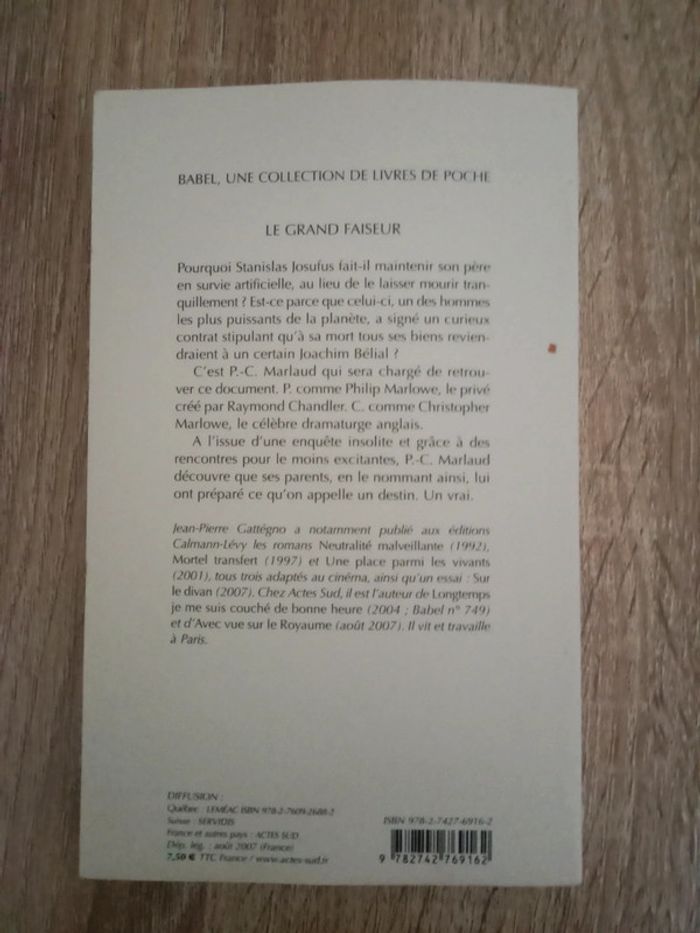 BABEL, UNE COLLECTION DE LIVRES DE POCHE
LE GRAND FAISEUR
Pourquoi Stanislas Josufus fait-il maintenir son père
en survie artificielle, au lieu de le laisser mourir tran-
quillement ? Est-ce parce que celui-ci, un des hommes
les plus puissants de la planète, a signé un curieux
contrat stipulant qu'à sa mort tous ses biens revien-
draient à un certain Joachim Bélial ?
C'est P.-C. Marlaud qui sera chargé de retrou-
ver ce document. P. comme Philip Marlowe, le privé
créé par Raymond Chandler. C. comme Christopher
Marlowe, le célèbre dramaturge anglais.
A l'issue d'une enquête insolite et grâce à des
rencontres pour le moins excitantes, P.-C. Marlaud
découvre que ses parents, en le nommant ainsi, lui
ont préparé ce qu'on appelle un destin. Un vrai.
Jean-Pierre Gattégno a notamment publié aux éditions
Calmann-Lévy les romans Neutralité malveillante (1992),
Mortel transfert (1997) et Une place parmi les vivants
(2001), tous trois adaptés au cinéma, ainsi qu'un essai : Sur
le divan (2007). Chez Actes Sud, il est l'auteur de Longtemps
je me suis couché de bonne heure (2004 ; Babel n° 749)
et d'Avec vue sur le Royaume (août 2007). Il vit et travaille
à Paris.
DIFFUSION :
Québec : LEMÉAC ISBN 978-2-7609-2688-2
Suisse : SERVIDIS
France et autres pays : ACTES SUD
Dép. lég. : août 2007 (France)
7,50 € TTC France / www.actes-sud.fr
ISBN 978-2-7427-6916-2
9 782742 769162